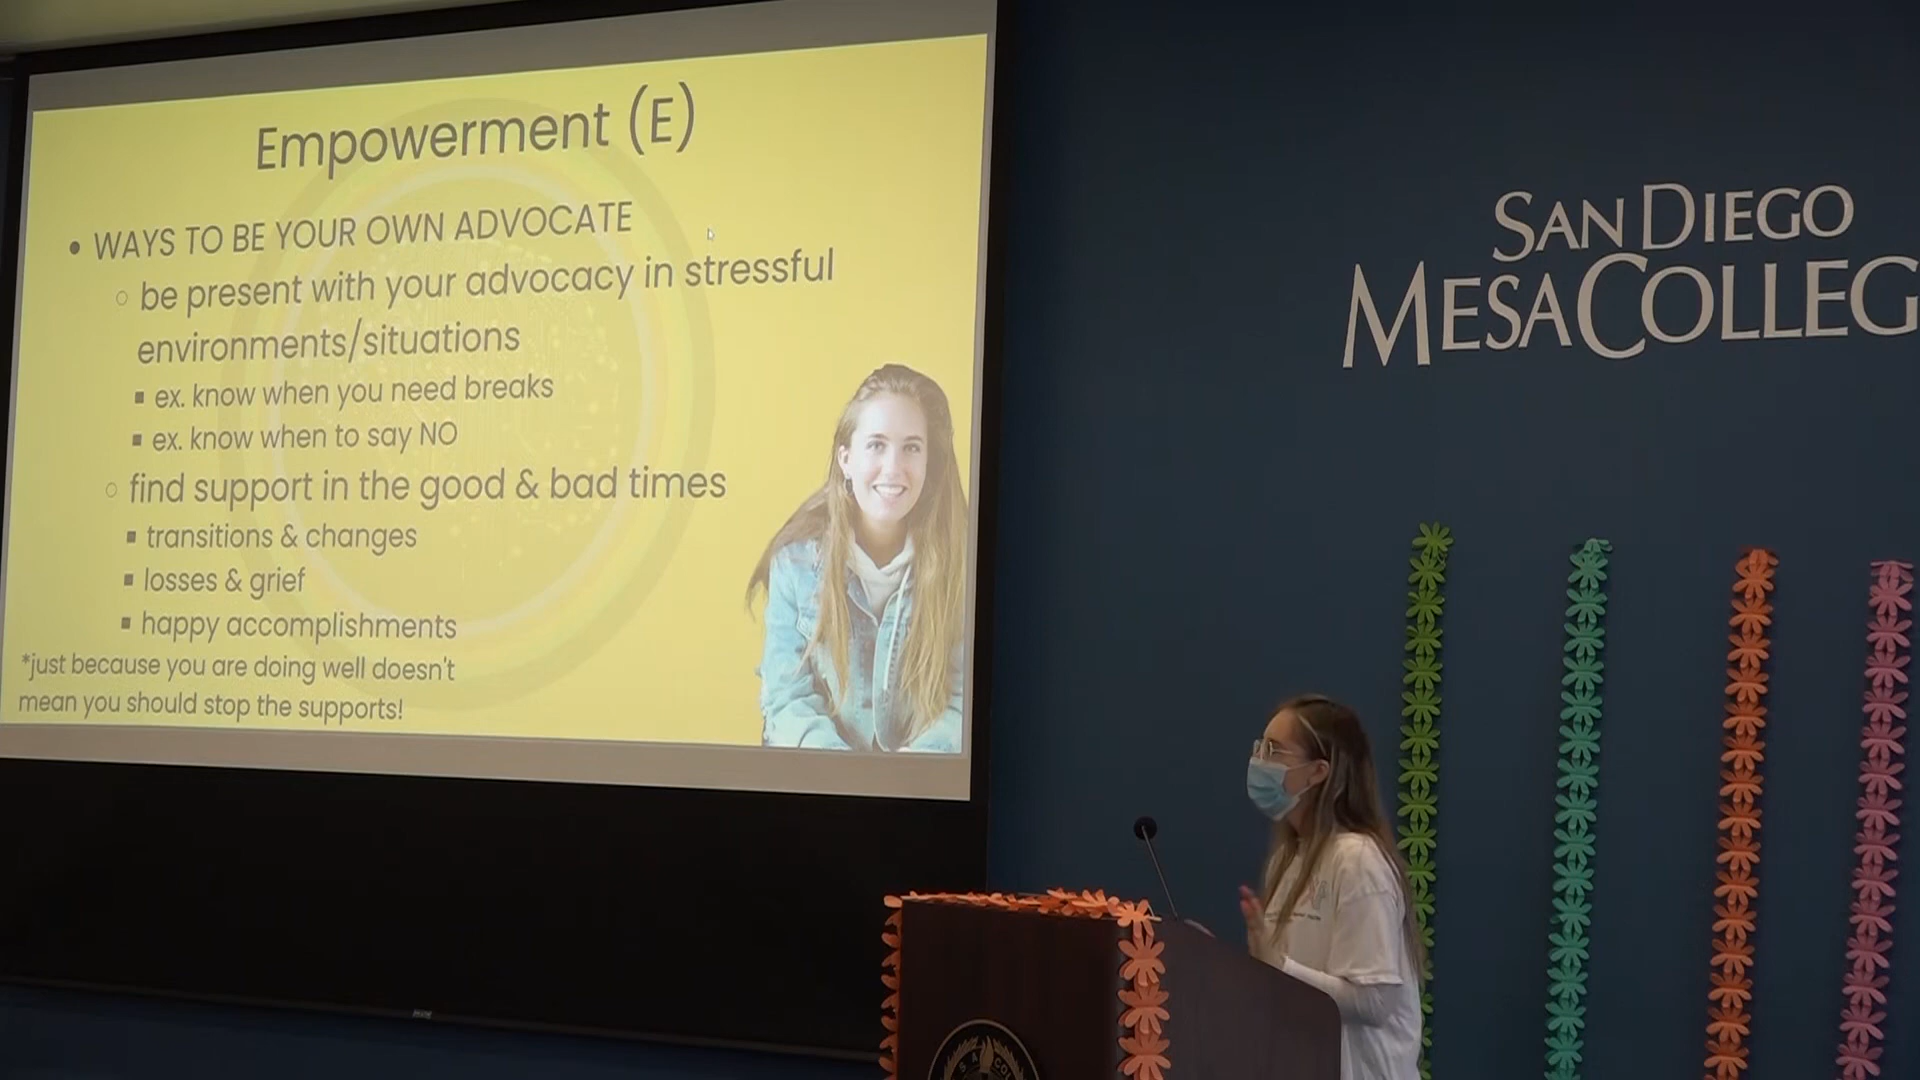 Empowerment (E)
• WAYS TO BE YOUR OWN ADVOCATE
○ be present with your advocacy in stressful
environments/situations
▪ ex. know when you need breaks
▪ ex. know when to say NO
○ find support in the good & bad times
▪ transitions & changes
▪ losses & grief
▪ happy accomplishments
*just because you are doing well doesn't
mean you should stop the supports!
SAN DIEGO
MESA COLLEG